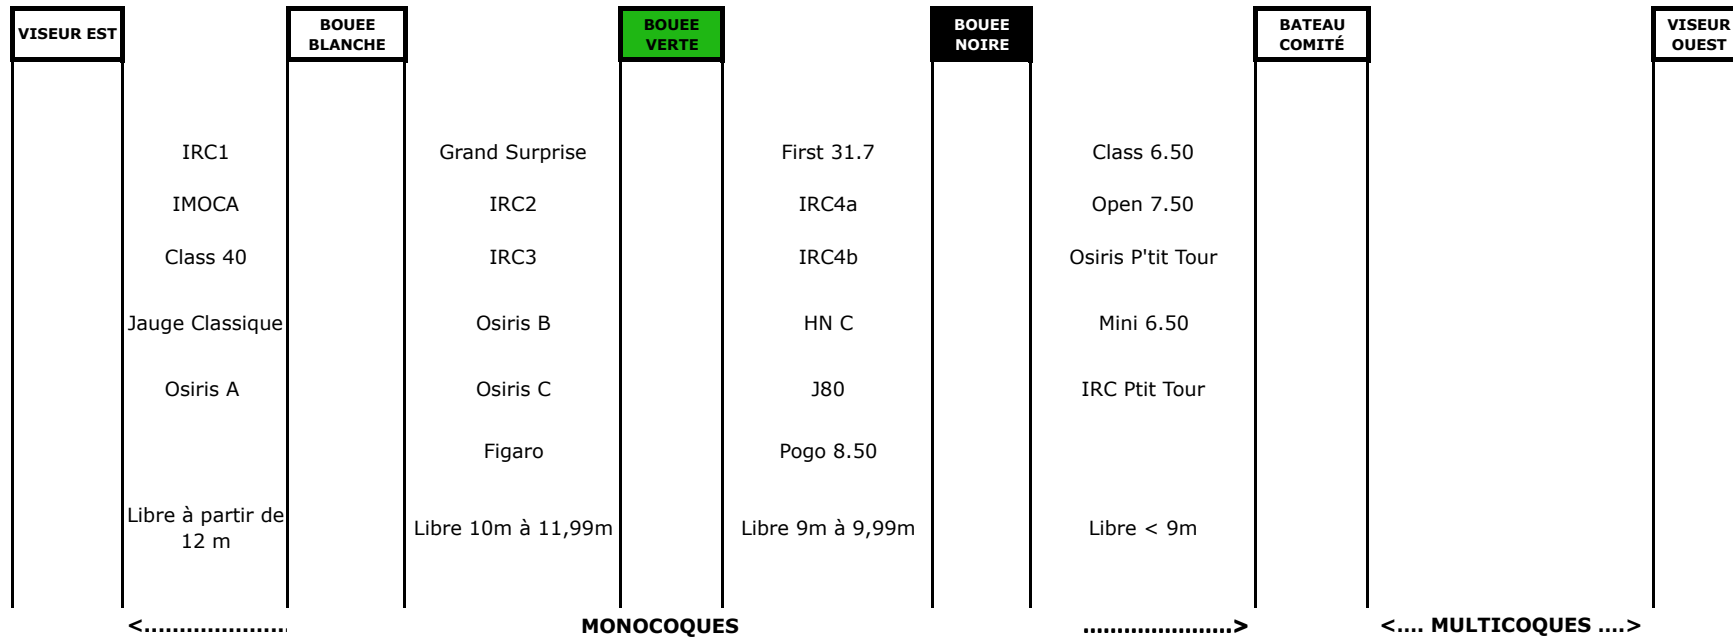 VISEUR EST
BOUEE
BLANCHE
BOUEE
VERTE
BOUEE
NOIRE
BATEAU
COMITÉ
VISEUR
OUEST
IRC1
Grand Surprise
First 31.7
Class 6.50
IMOCA
IRC2
IRC4a
Open 7.50
Class 40
IRC3
IRC4b
Osiris P'tit Tour
Jauge Classique
Osiris B
HN C
Mini 6.50
Osiris A
Osiris C
J80
IRC Ptit Tour
Figaro
Pogo 8.50
Libre à partir de
12 m
Libre 10m à 11,99m
Libre 9m à 9,99m
Libre < 9m
<.................... MONOCOQUES .....................>
<.... MULTICOQUES ....>